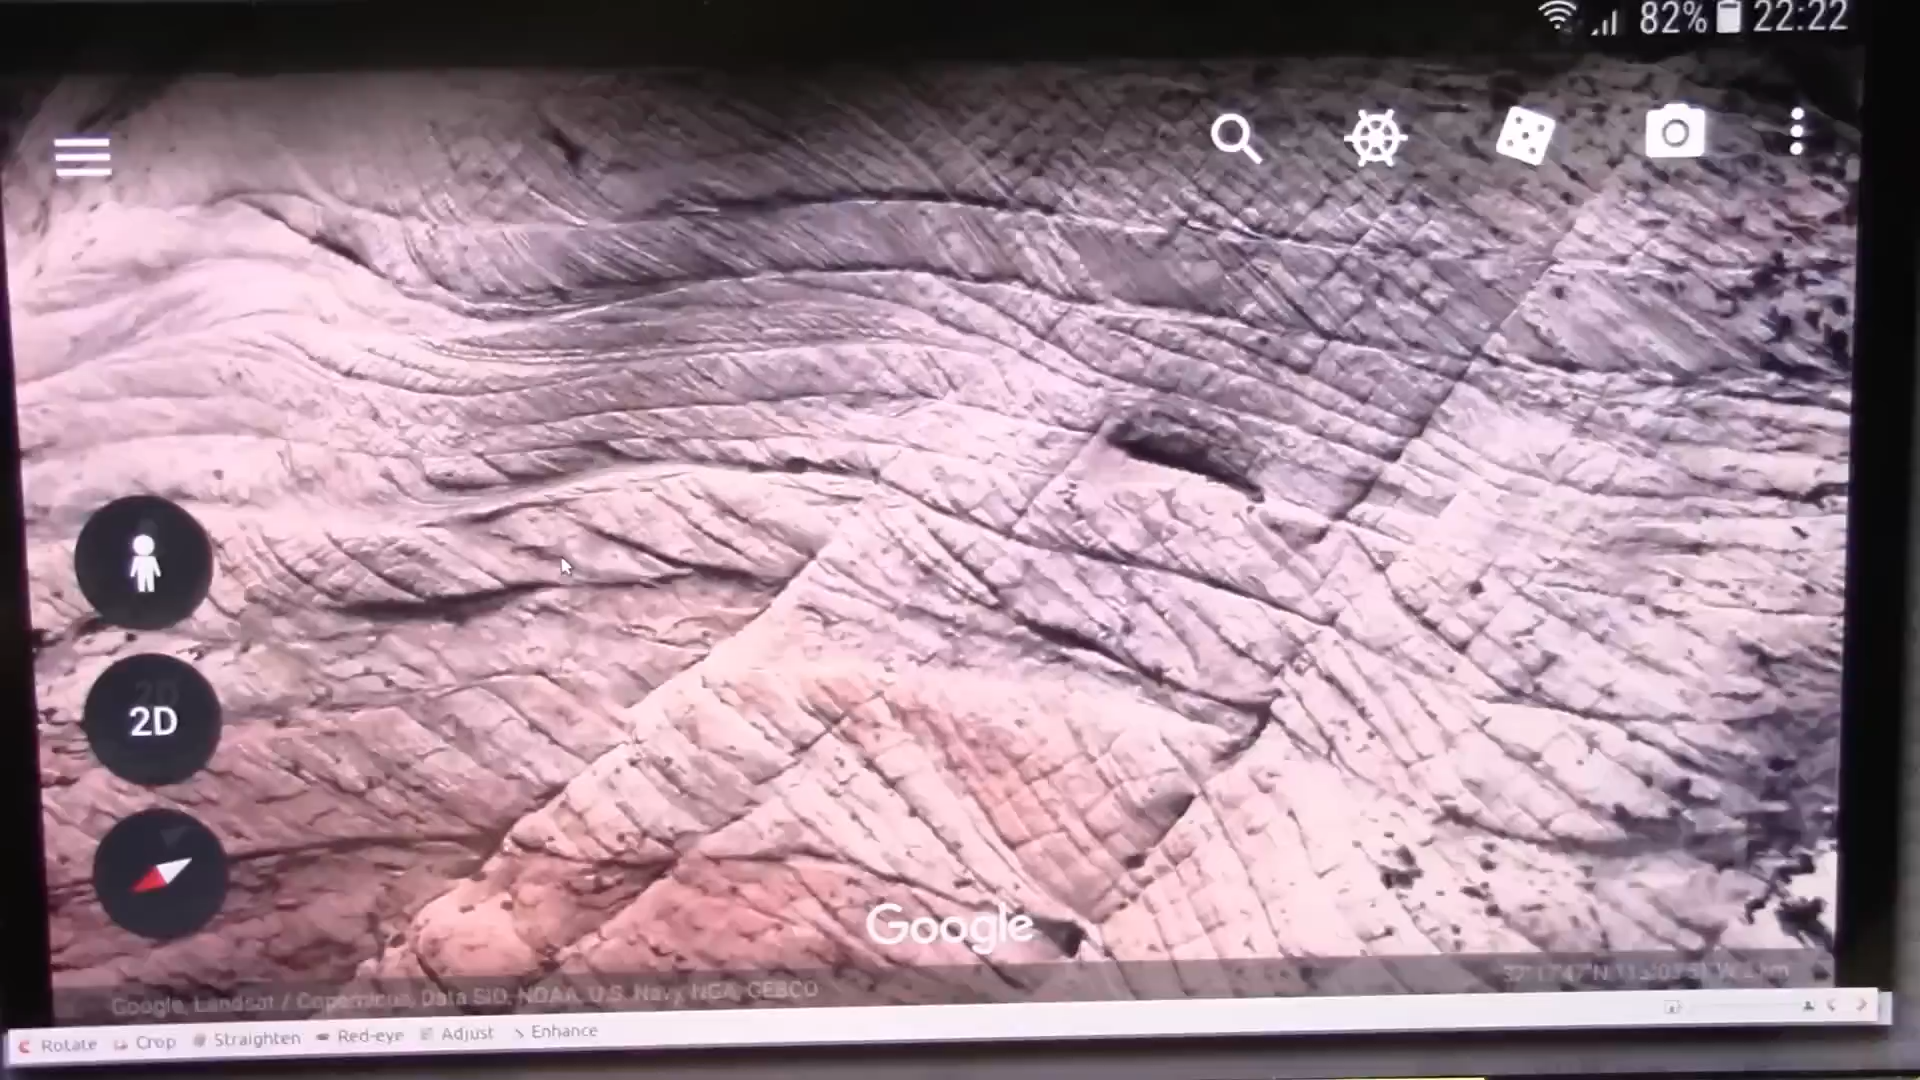 82% 22:22
2D
Google
Google, Landsat / Copernicus, Data SIO, NOAA, U.S. Navy, NGA, GEBCO
Rotate Crop Straighten Red-eye Adjust Enhance